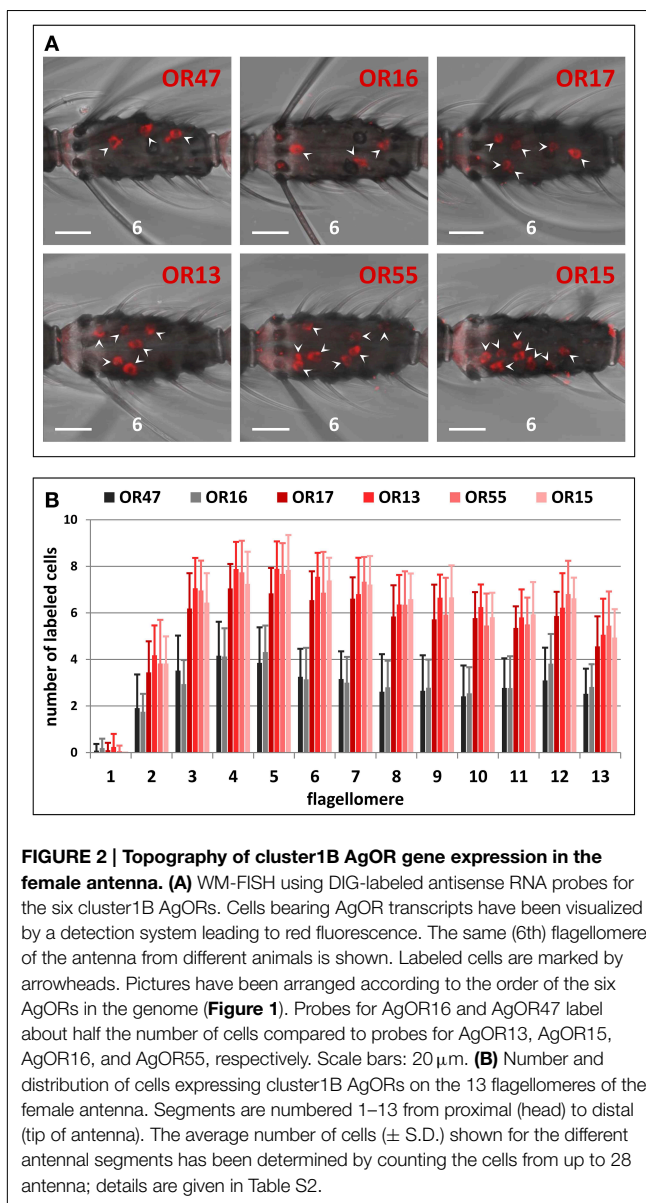 A
OR47 OR16 OR17
6 6 6
OR13 OR55 OR15
6 6 6
B
OR47 OR16 OR17 OR13 OR55 OR15
10
8
6
4
2
0
number of labeled cells
1 2 3 4 5 6 7 8 9 10 11 12 13
flagellomere
FIGURE 2 | Topography of cluster1B AgOR gene expression in the
female antenna. (A) WM-FISH using DIG-labeled antisense RNA probes for
the six cluster1B AgORs. Cells bearing AgOR transcripts have been visualized
by a detection system leading to red fluorescence. The same (6th) flagellomere
of the antenna from different animals is shown. Labeled cells are marked by
arrowheads. Pictures have been arranged according to the order of the six
AgORs in the genome (Figure 1). Probes for AgOR16 and AgOR47 label
about half the number of cells compared to probes for AgOR13, AgOR15,
AgOR16, and AgOR55, respectively. Scale bars: 20 μm. (B) Number and
distribution of cells expressing cluster1B AgORs on the 13 flagellomeres of the
female antenna. Segments are numbered 1–13 from proximal (head) to distal
(tip of antenna). The average number of cells (± S.D.) shown for the different
antennal segments has been determined by counting the cells from up to 28
antenna; details are given in Table S2.